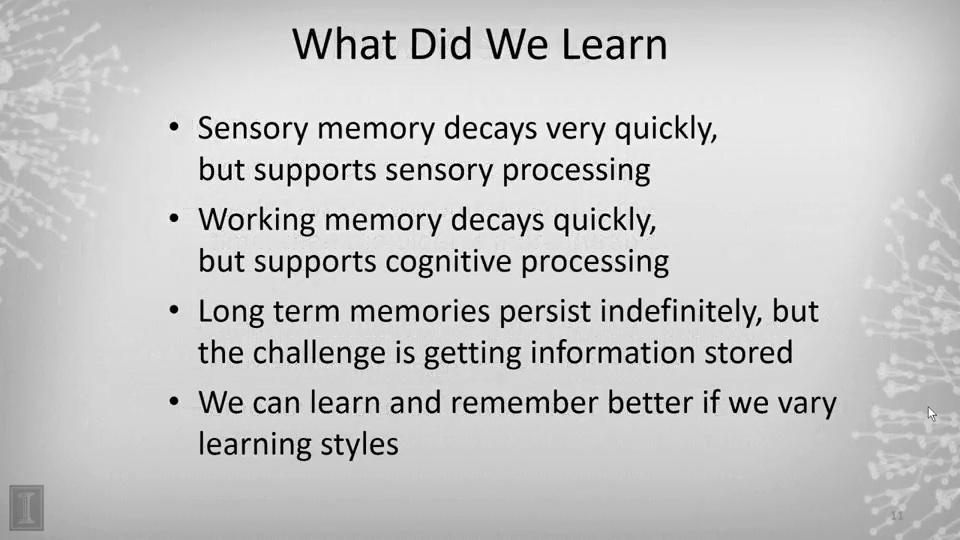 What Did We Learn
• Sensory memory decays very quickly,
but supports sensory processing
• Working memory decays quickly,
but supports cognitive processing
• Long term memories persist indefinitely, but
the challenge is getting information stored
• We can learn and remember better if we vary
learning styles
I
11